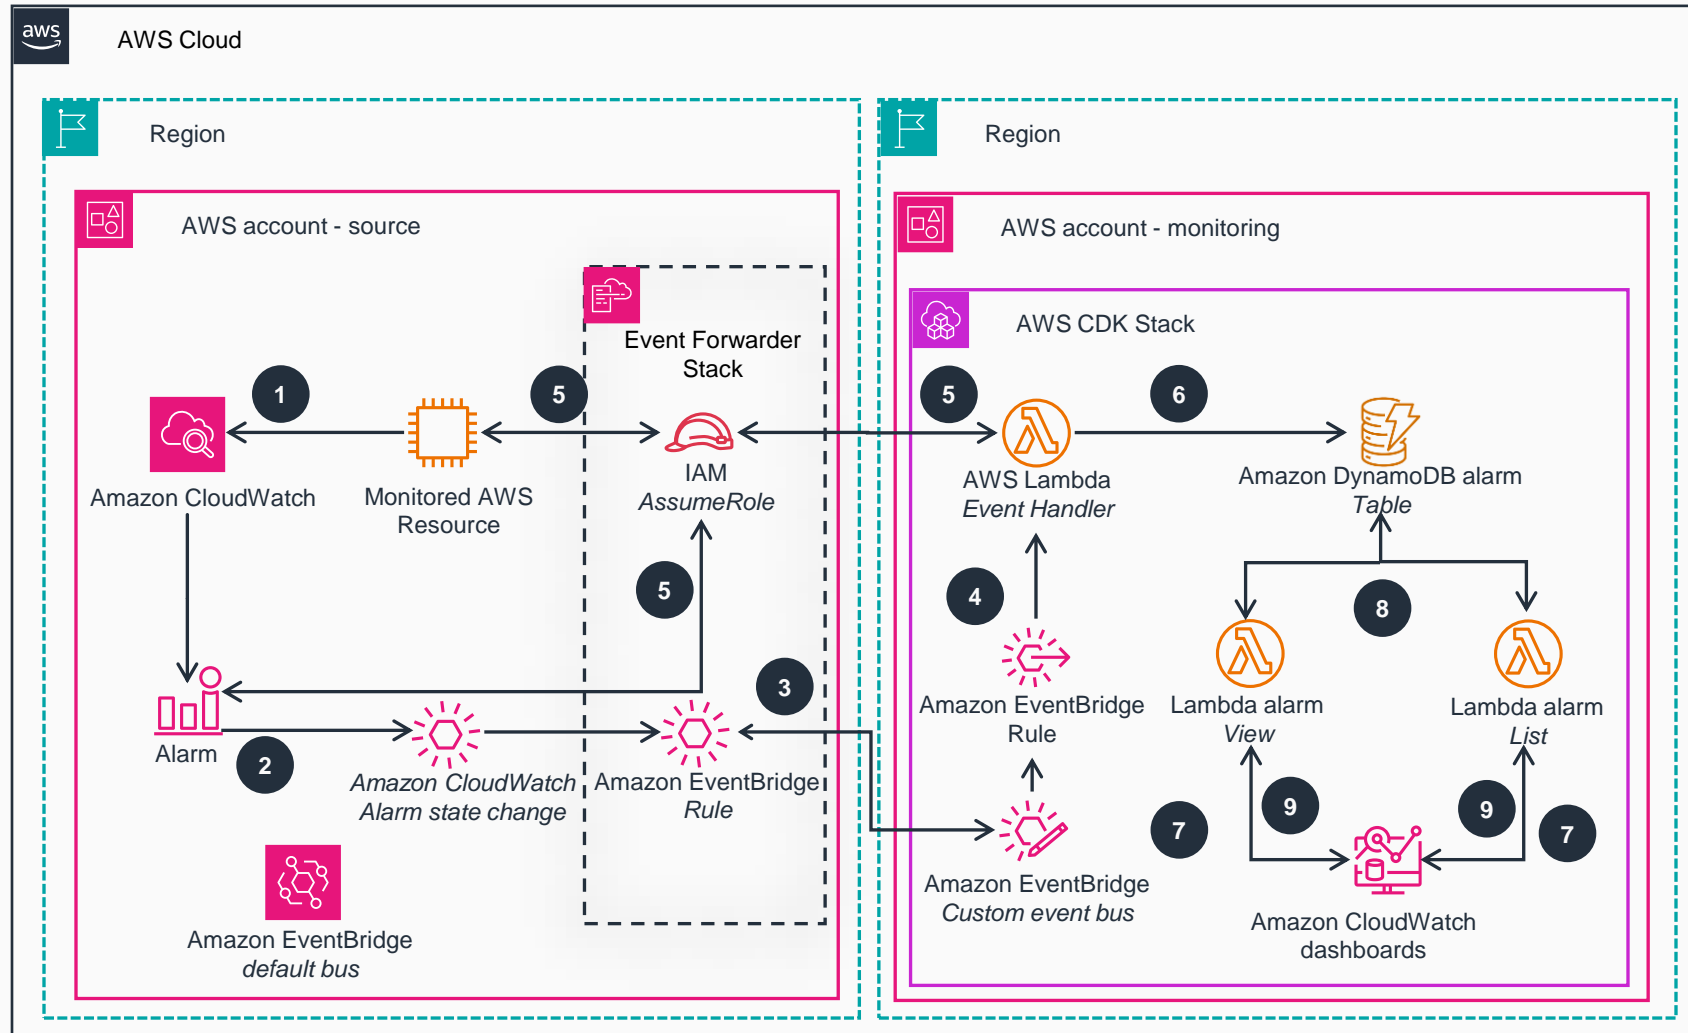 aws
AWS Cloud
Region
AWS account - source
Event Forwarder
Stack
1
5
Amazon CloudWatch
Monitored AWS
Resource
IAM
AssumeRole
5
3
Alarm
2
Amazon CloudWatch
Alarm state change
Amazon EventBridge
Rule
Amazon EventBridge
default bus
Region
AWS account - monitoring
AWS CDK Stack
5
6
AWS Lambda
Event Handler
Amazon DynamoDB alarm
Table
4
8
Amazon EventBridge
Rule
Lambda alarm
View
Lambda alarm
List
7
9
9
7
Amazon EventBridge
Custom event bus
Amazon CloudWatch
dashboards